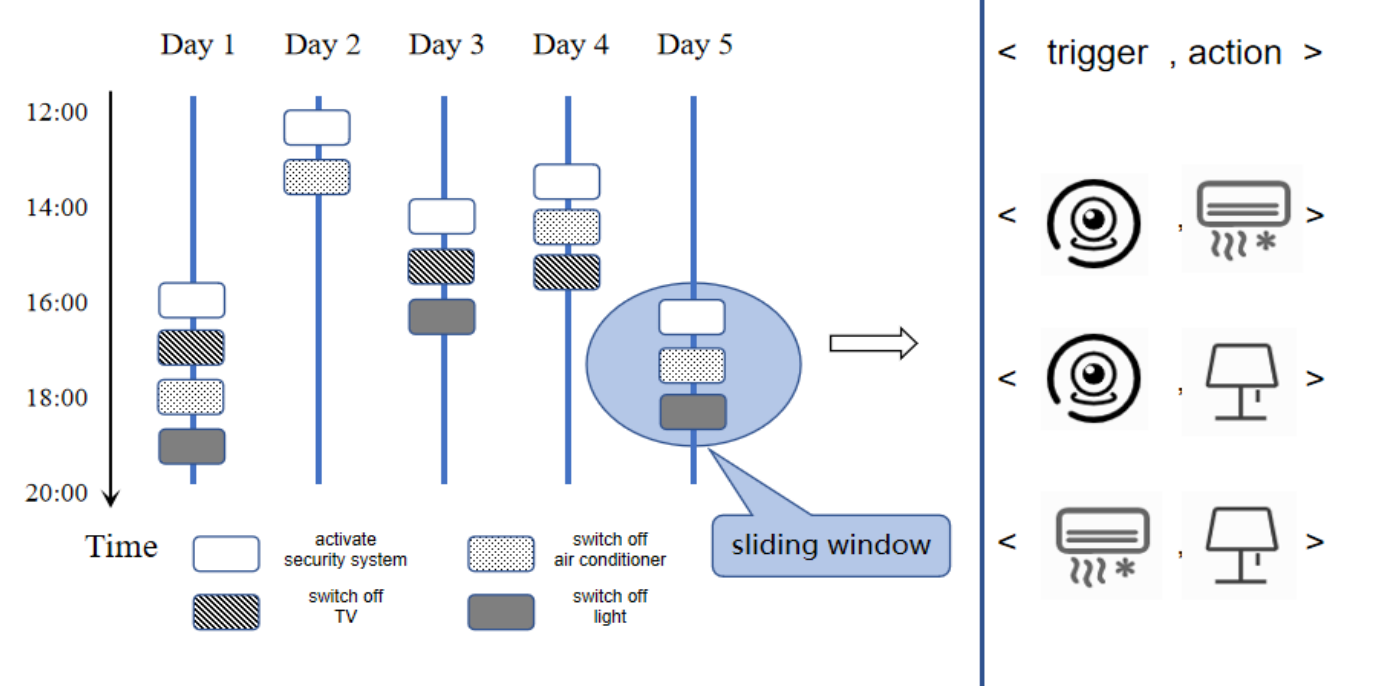 Day 1 Day 2 Day 3 Day 4 Day 5
12:00
14:00
16:00
18:00
20:00
Time
activate
security system
switch off
air conditioner
switch off
TV
switch off
light
sliding window
< trigger , action >
< , >
< , >
< , >